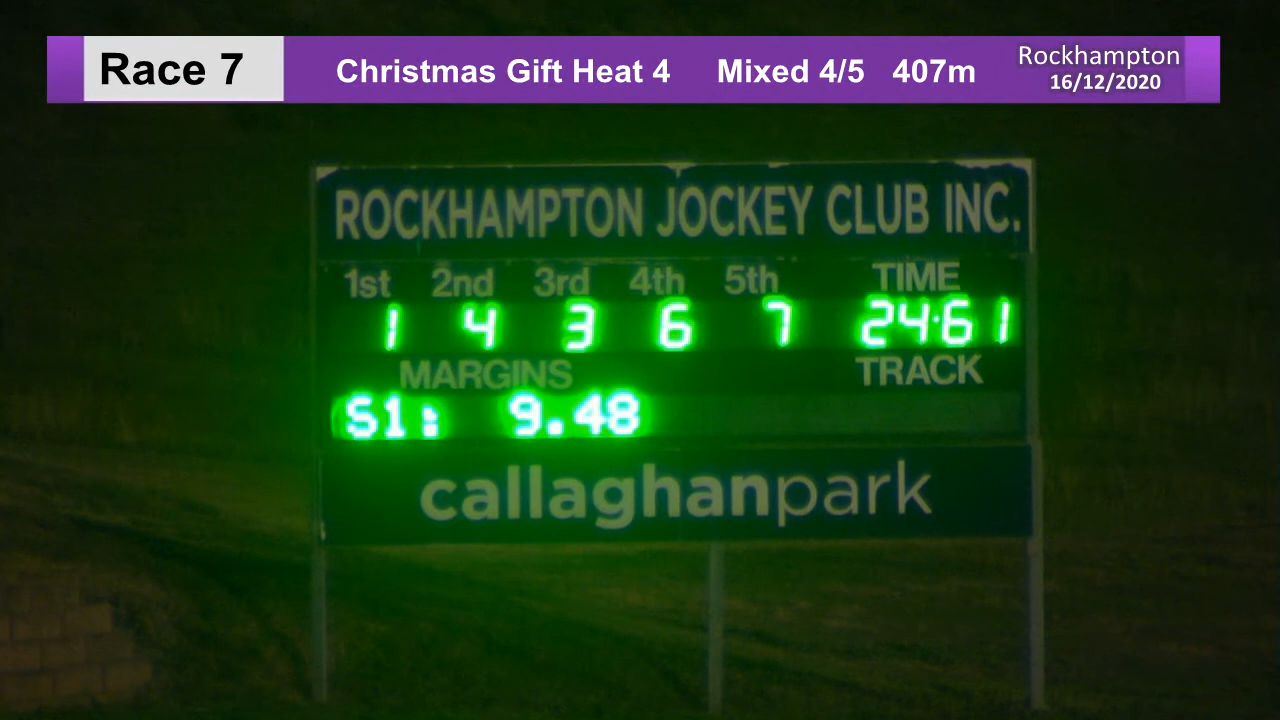 Race 7 Christmas Gift Heat 4 Mixed 4/5 407m Rockhampton
16/12/2020
ROCKHAMPTON JOCKEY CLUB INC.
1st 2nd 3rd 4th 5th TIME
1 4 3 6 7 24.61
MARGINS TRACK
S1: 9.48
callaghanpark